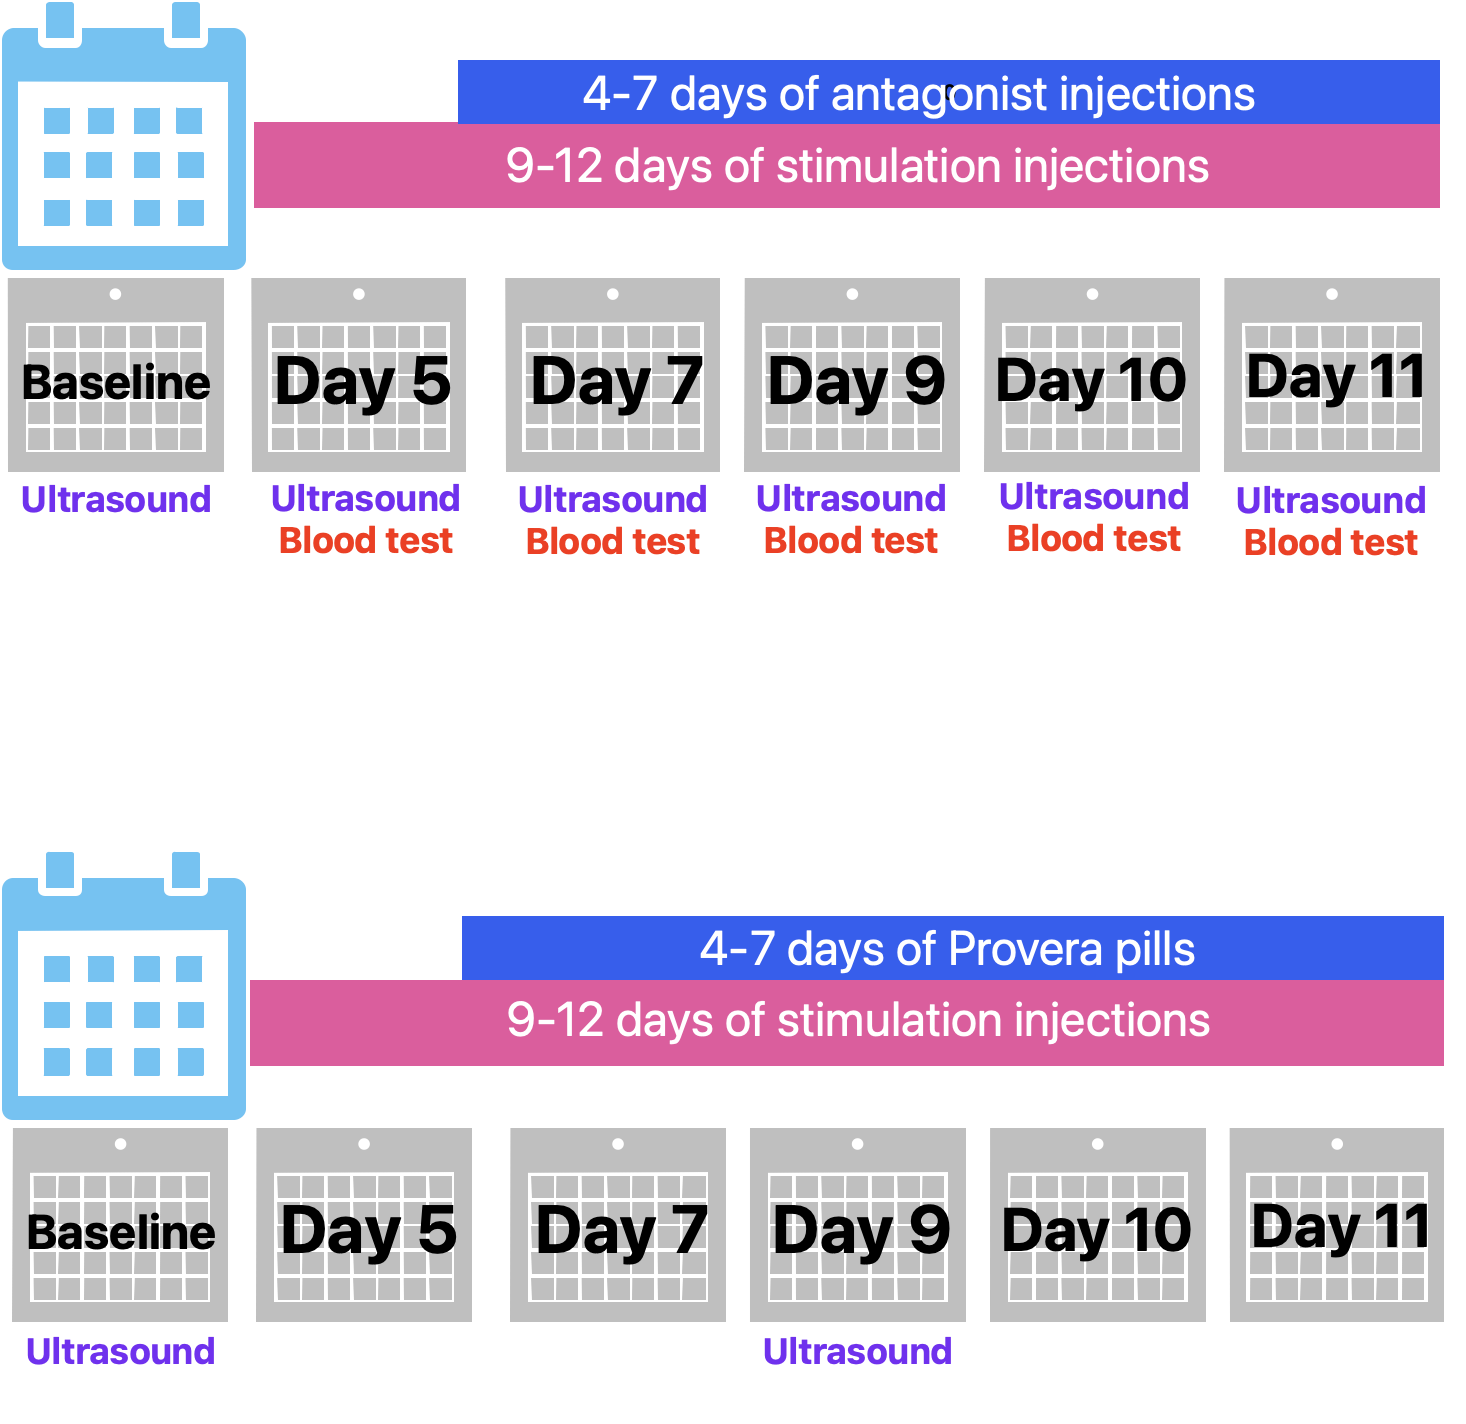 4-7 days of antagonist injections
9-12 days of stimulation injections
Baseline
Day 5
Day 7
Day 9
Day 10
Day 11
Ultrasound
Ultrasound
Ultrasound
Ultrasound
Ultrasound
Ultrasound
Blood test
Blood test
Blood test
Blood test
Blood test
4-7 days of Provera pills
9-12 days of stimulation injections
Baseline
Day 5
Day 7
Day 9
Day 10
Day 11
Ultrasound
Ultrasound